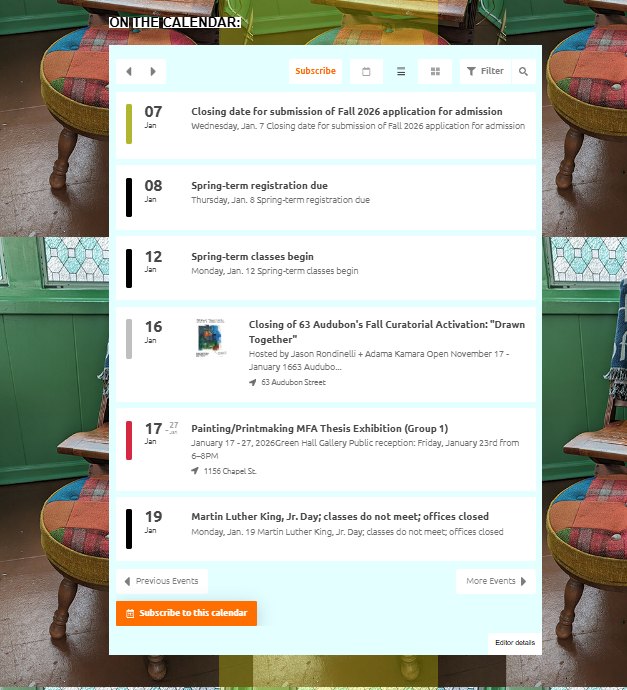 ON THE CALENDAR:
Subscribe
Filter
07
Jan
Closing date for submission of Fall 2026 application for admission
Wednesday, Jan. 7 Closing date for submission of Fall 2026 application for admission
08
Jan
Spring-term registration due
Thursday, Jan. 8 Spring-term registration due
12
Jan
Spring-term classes begin
Monday, Jan. 12 Spring-term classes begin
16
Jan
Closing of 63 Audubon's Fall Curatorial Activation: "Drawn
Together"
Hosted by Jason Rondinelli + Adama Kamara Open November 17 -
January 1663 Audubo...
63 Audubon Street
17 - 27
Jan Jan
Painting/Printmaking MFA Thesis Exhibition (Group 1)
January 17 - 27, 2026Green Hall Gallery Public reception: Friday, January 23rd from
6–8PM
1156 Chapel St.
19
Jan
Martin Luther King, Jr. Day; classes do not meet; offices closed
Monday, Jan. 19 Martin Luther King, Jr. Day; classes do not meet; offices closed
Previous Events
More Events
Subscribe to this calendar
Editor details